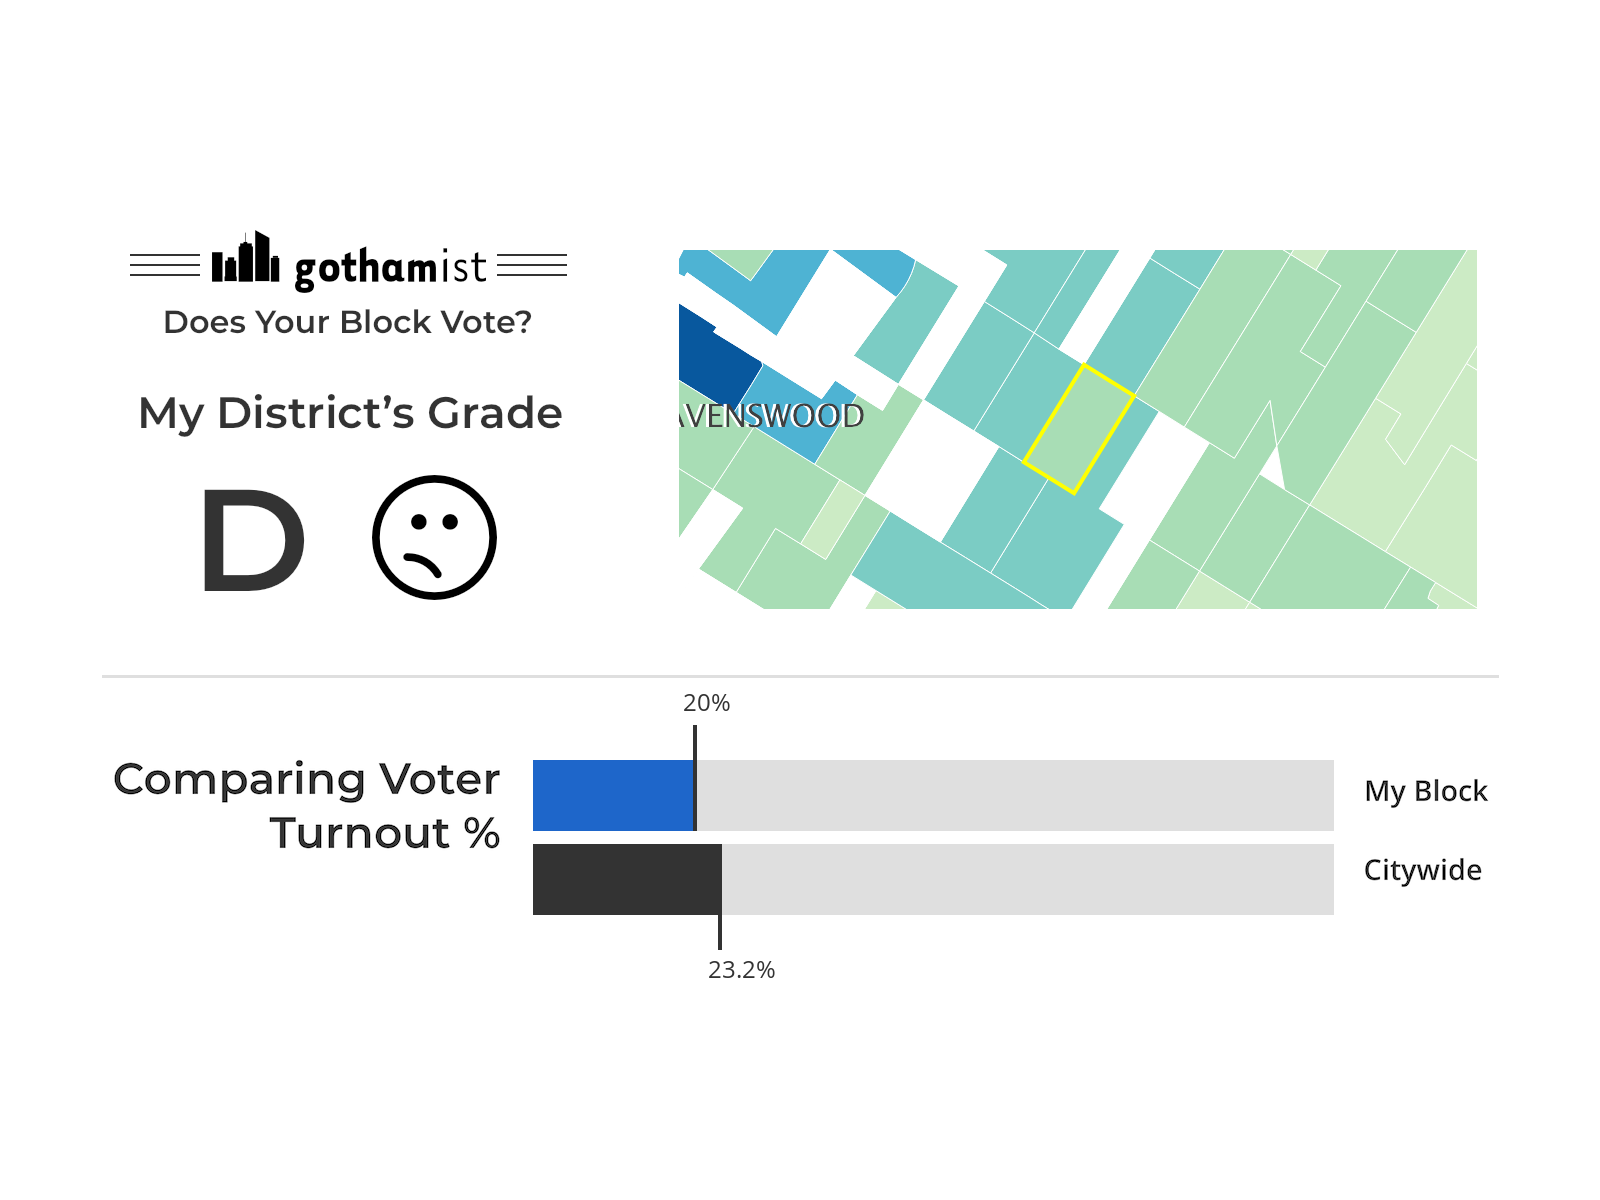 gothamist
Does Your Block Vote?
My District's Grade
D
AVENSWOOD
20%
Comparing Voter
Turnout %
My Block
Citywide
23.2%